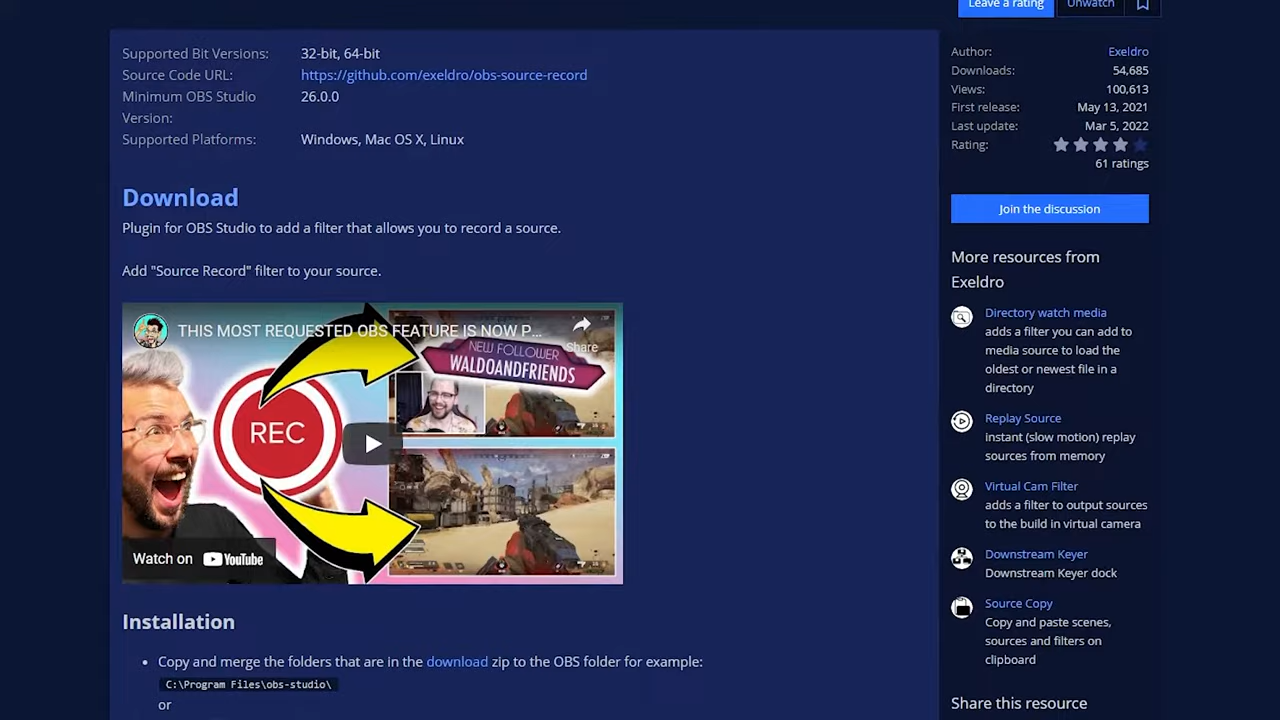 Leave a rating
Unwatch
Supported Bit Versions: 32-bit, 64-bit
Source Code URL: https://github.com/exeldro/obs-source-record
Minimum OBS Studio 26.0.0
Version:
Supported Platforms: Windows, Mac OS X, Linux
Download
Plugin for OBS Studio to add a filter that allows you to record a source.
Add "Source Record" filter to your source.
THIS MOST REQUESTED OBS FEATURE IS NOW P...
Share
NEW FOLLOWER
WALDOANDFRIENDS
REC
Watch on YouTube
Installation
• Copy and merge the folders that are in the download zip to the OBS folder for example:
C:\Program Files\obs-studio\
or
Author: Exeldro
Downloads: 54,685
Views: 100,613
First release: May 13, 2021
Last update: Mar 5, 2022
Rating:
61 ratings
Join the discussion
More resources from
Exeldro
Directory watch media
adds a filter you can add to
media source to load the
oldest or newest file in a
directory
Replay Source
instant (slow motion) replay
sources from memory
Virtual Cam Filter
adds a filter to output sources
to the build in virtual camera
Downstream Keyer
Downstream Keyer dock
Source Copy
Copy and paste scenes,
sources and filters on
clipboard
Share this resource